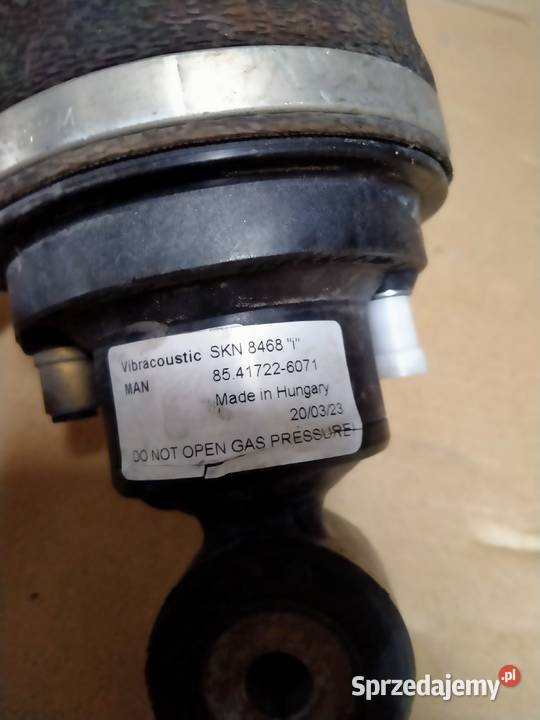 A
Vibracoustic SKN 8468 "I"
MAN 85.41722-6071
Made in Hungary
20/03/23
DO NOT OPEN GAS PRESSURE!
Sprzedajemy.pl